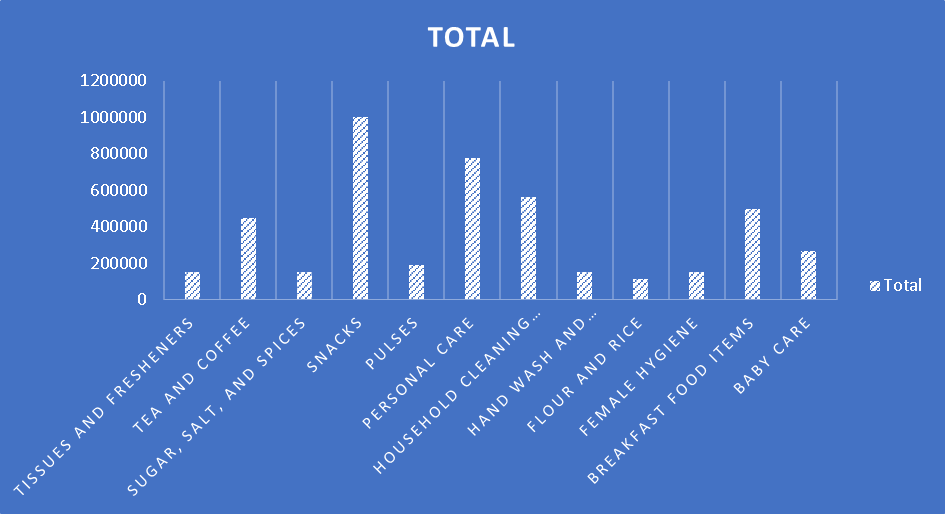 TOTAL
1200000
1000000
800000
600000
400000
200000
0
TISSUES AND FRESHENERS
TEA AND COFFEE
SUGAR, SALT, AND SPICES
SNACKS
PULSES
PERSONAL CARE
HOUSEHOLD CLEANING...
HAND WASH AND...
FLOUR AND RICE
FEMALE HYGIENE
BREAKFAST FOOD ITEMS
BABY CARE
Total